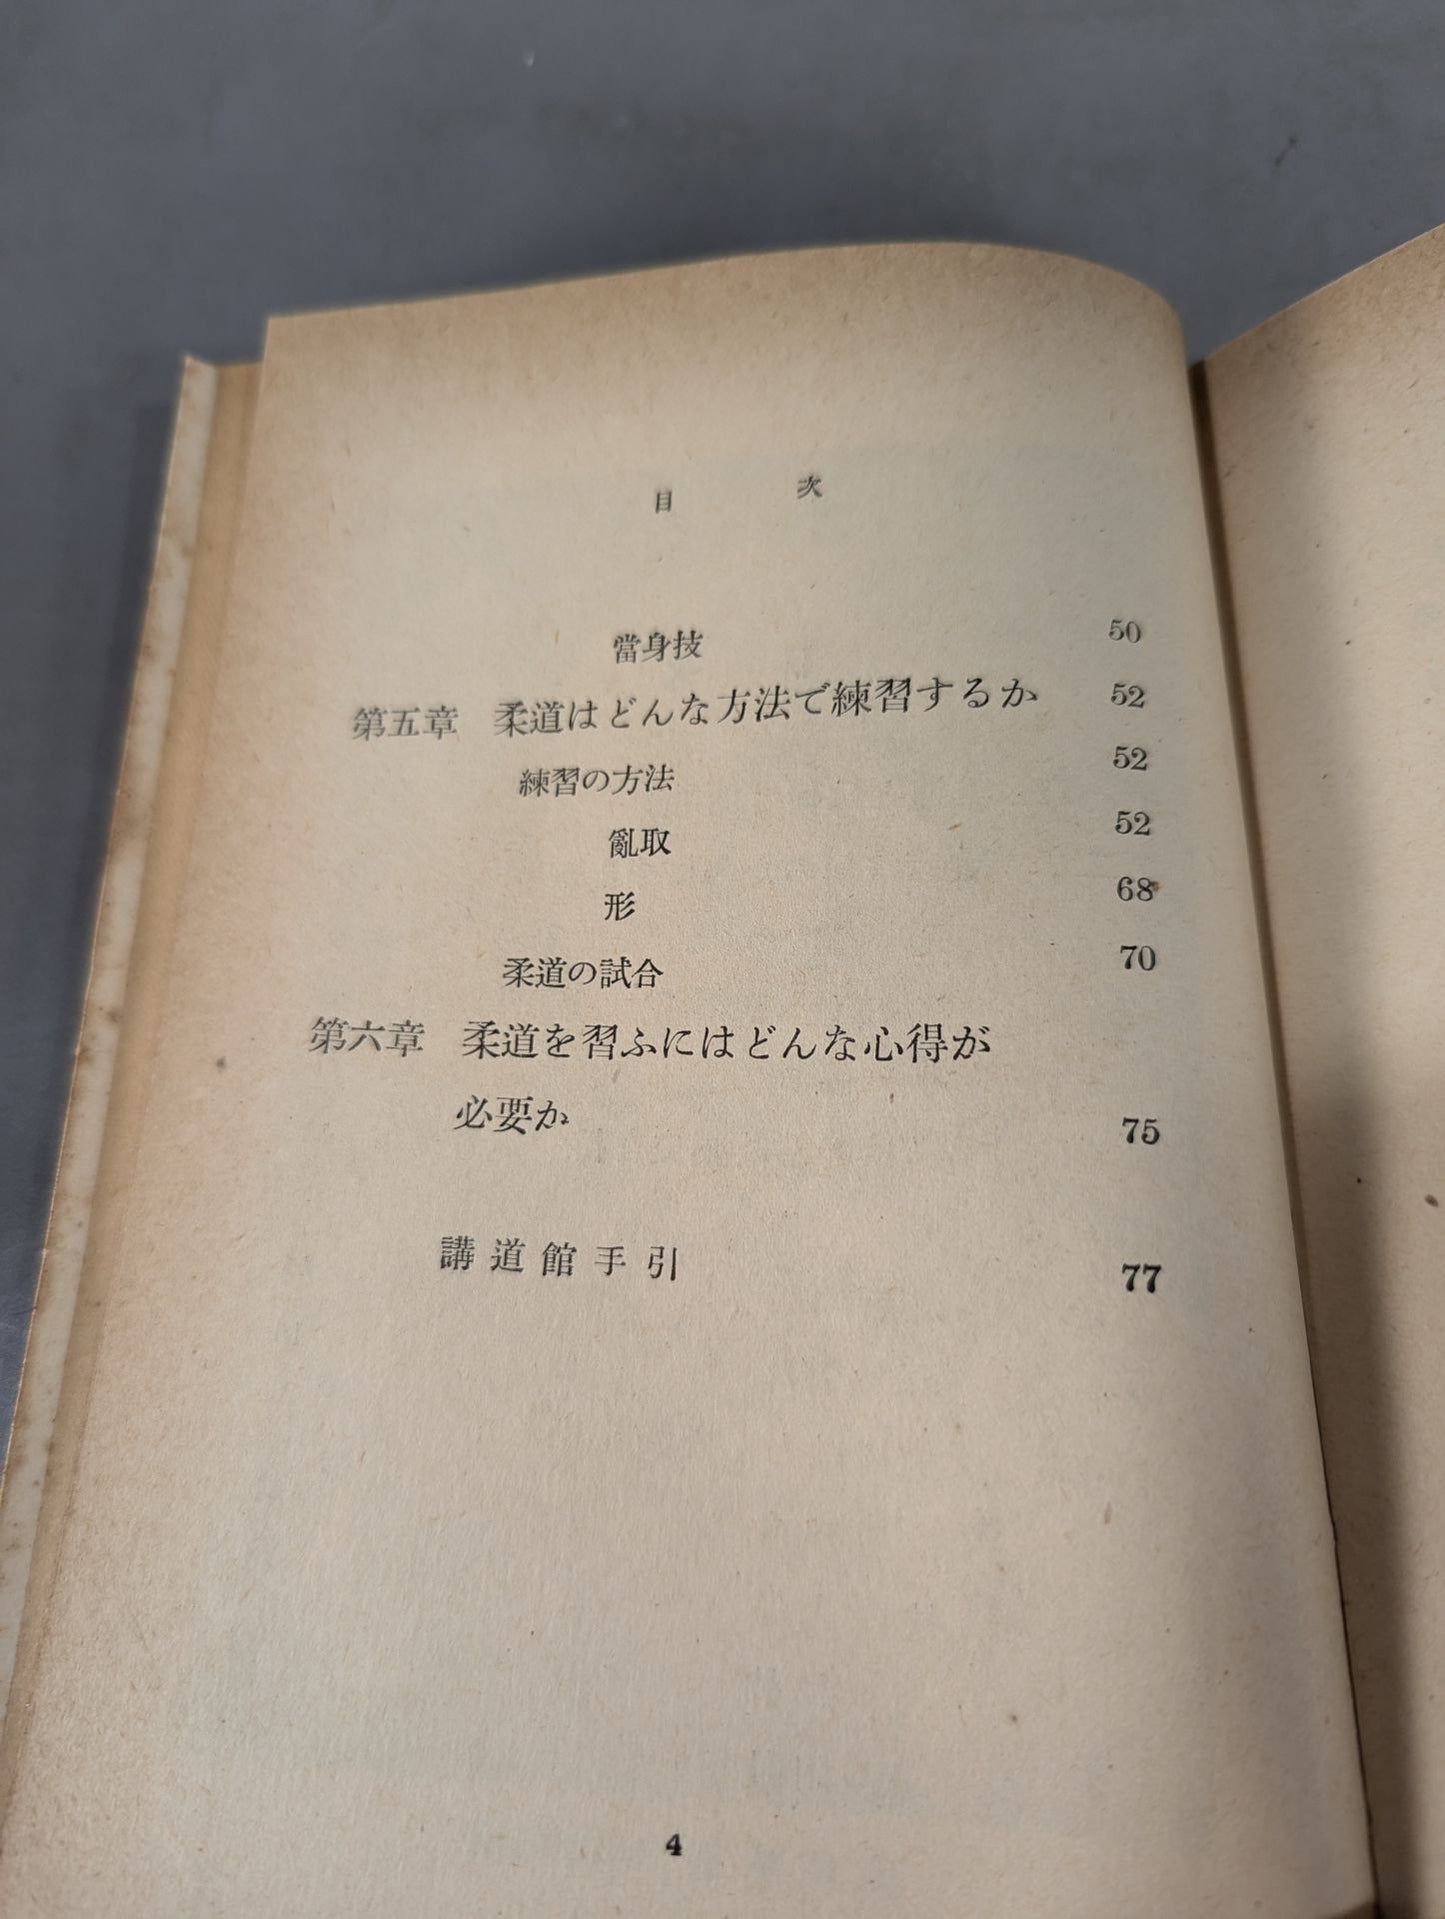 目次
當身技 50
第五章 柔道はどんな方法で練習するか 52
練習の方法 52
亂取 52
形 68
柔道の試合 70
第六章 柔道を習ふにはどんな心得が
必要か 75
講道館手引 77
4